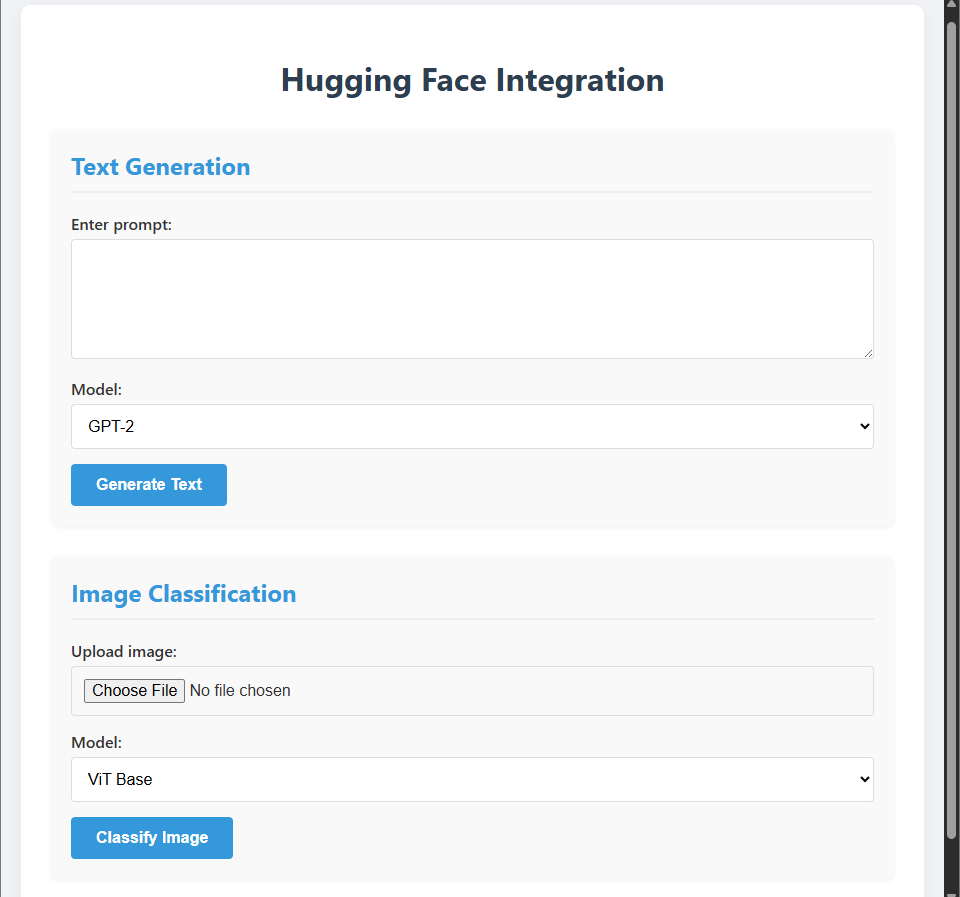 Hugging Face Integration
Text Generation
Enter prompt:
Model:
GPT-2
Generate Text
Image Classification
Upload image:
Choose File No file chosen
Model:
ViT Base
Classify Image